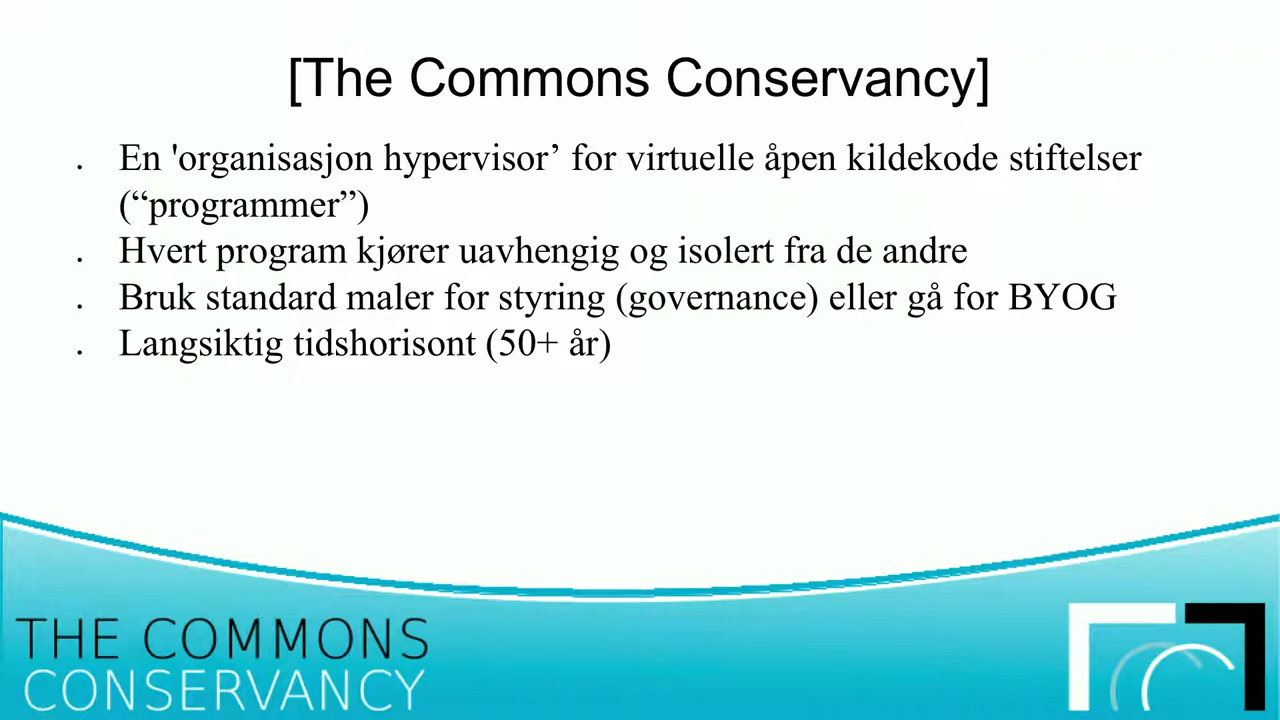 [The Commons Conservancy]
. En 'organisasjon hypervisor’ for virtuelle åpen kildekode stiftelser
(“programmer”)
. Hvert program kjører uavhengig og isolert fra de andre
. Bruk standard maler for styring (governance) eller gå for BYOG
. Langsiktig tidshorisont (50+ år)
THE COMMONS
CONSERVANCY